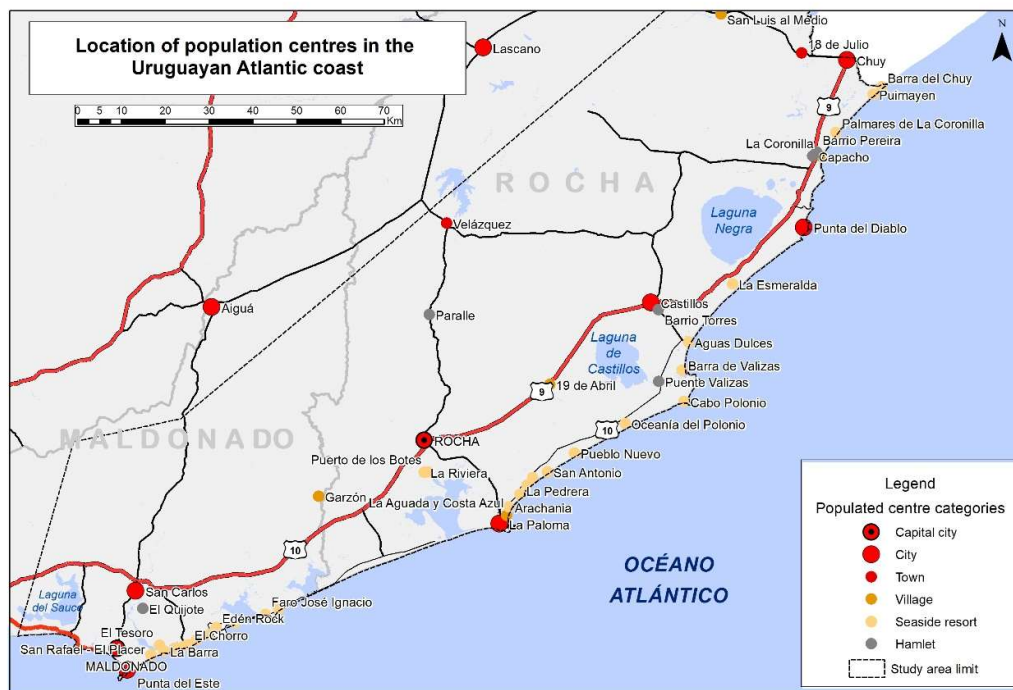 Location of population centres in the
Uruguayan Atlantic coast
0 5 10 20 30 40 50 60 70
Km
N
San Luis al Medio
Lascano
18 de Julio
Chuy
Barra del Chuy
Puimayen
9
Palmares de La Coronilla
La Coronilla
Barrio Pereira
Capacho
ROCHA
Velázquez
Laguna
Negra
Punta del Diablo
La Esmeralda
Aiguá
Paralle
Castillos
Barrio Torres
Laguna
de
Castillos
Aguas Dulces
Barra de Valizas
19 de Abril
Puente Valizas
9
Cabo Polonio
10
Oceanía del Polonio
MALDONADO
ROCHA
Puerto de los Botes
La Riviera
Pueblo Nuevo
San Antonio
Garzón
La Aguada y Costa Azul
La Pedrera
Arachania
La Paloma
10
OCÉANO
ATLÁNTICO
San Carlos
Laguna
del Sauce
El Quijote
Faro José Ignacio
Edén Rock
El Tesoro
El Chorro
San Rafael - El Placer
La Barra
MALDONADO
Punta del Este
Legend
Populated centre categories
Capital city
City
Town
Village
Seaside resort
Hamlet
Study area limit